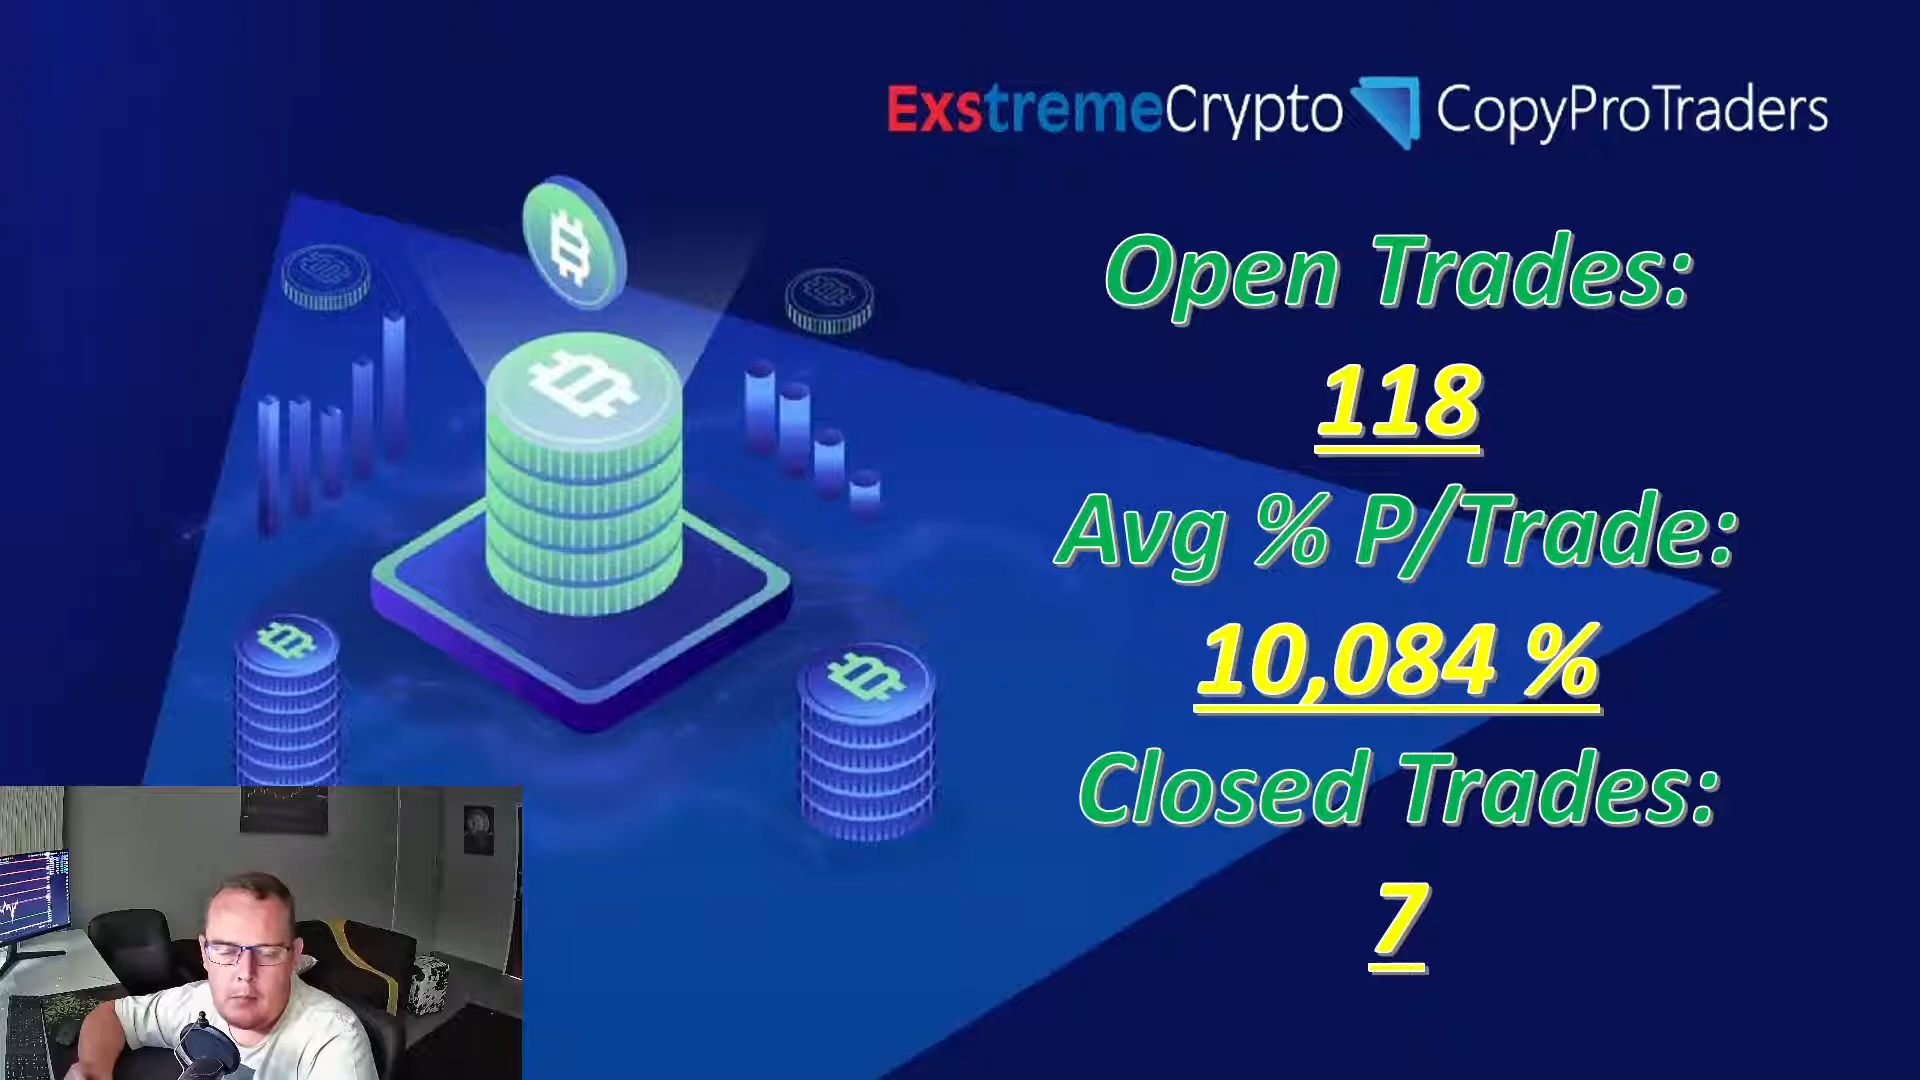 ExstremeCrypto CopyProTraders
Open Trades:
118
Avg % P/Trade:
10,084 %
Closed Trades:
7